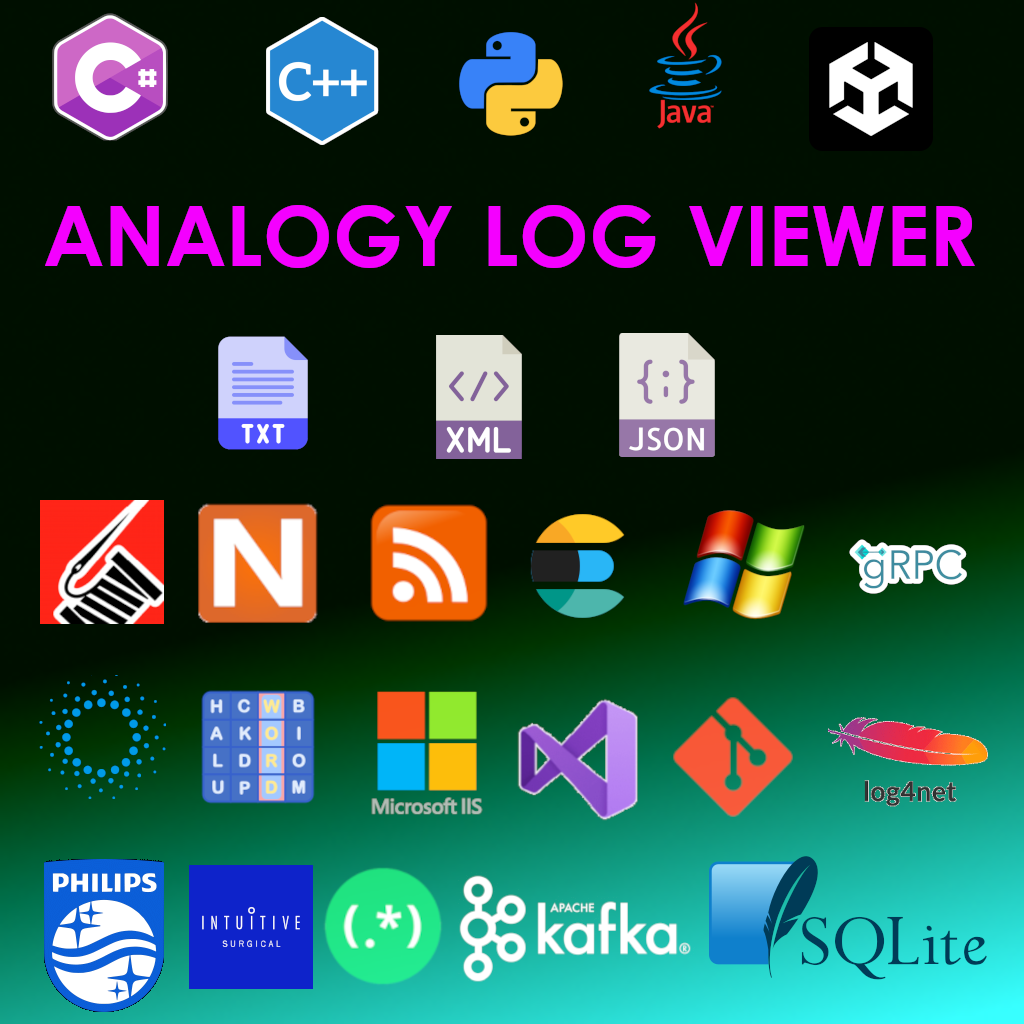 C#
C++
Java
ANALOGY LOG VIEWER
TXT
</>
XML
{;}
JSON
N
gRPC
H C W B
A K O I
L D R O
U P D M
Microsoft IIS
log4net
PHILIPS
INTUITIVE
SURGICAL
(.*)
APACHE
kafka®
SQLite